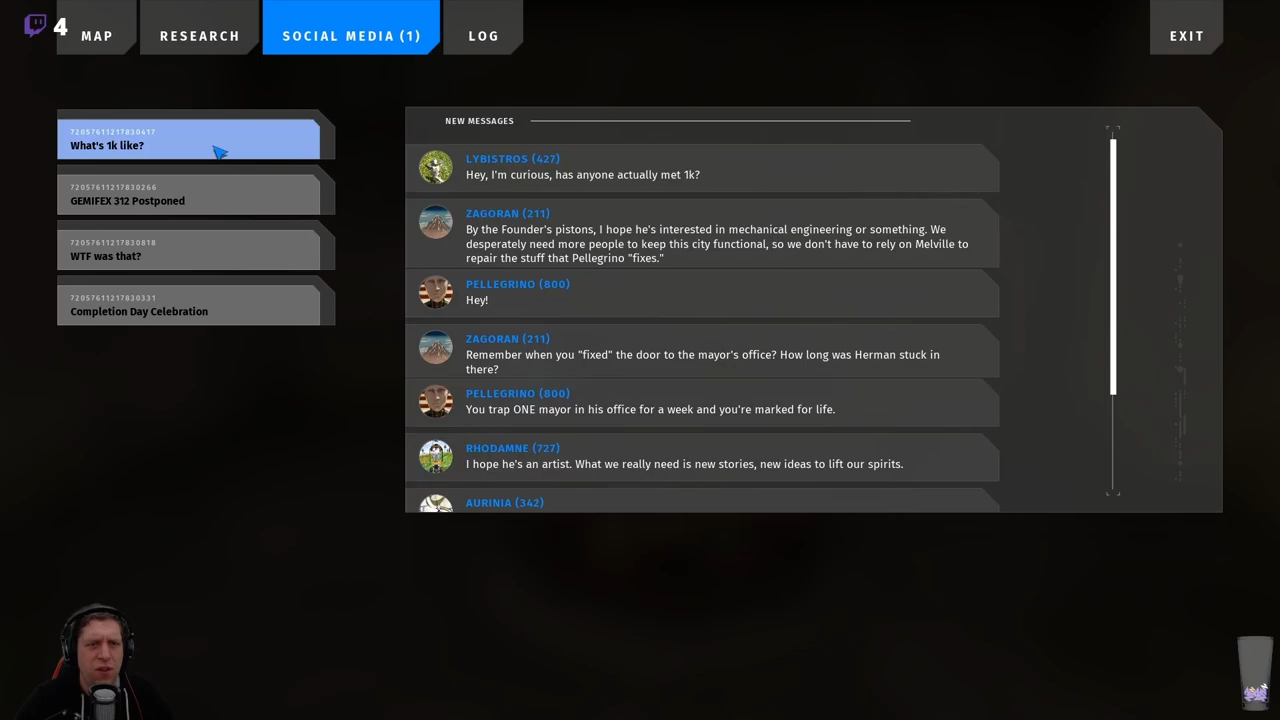 4
MAP
RESEARCH
SOCIAL MEDIA (1)
LOG
EXIT
72057611217830417
What's 1k like?
72057611217830266
GEMIFEX 312 Postponed
72057611217830818
WTF was that?
72057611217830331
Completion Day Celebration
NEW MESSAGES
LYBISTROS (427)
Hey, I'm curious, has anyone actually met 1k?
ZAGORAN (211)
By the Founder's pistons, I hope he's interested in mechanical engineering or something. We
desperately need more people to keep this city functional, so we don't have to rely on Melville to
repair the stuff that Pellegrino "fixes."
PELLEGRINO (800)
Hey!
ZAGORAN (211)
Remember when you "fixed" the door to the mayor's office? How long was Herman stuck in
there?
PELLEGRINO (800)
You trap ONE mayor in his office for a week and you're marked for life.
RHODAMNE (727)
I hope he's an artist. What we really need is new stories, new ideas to lift our spirits.
AURINIA (342)